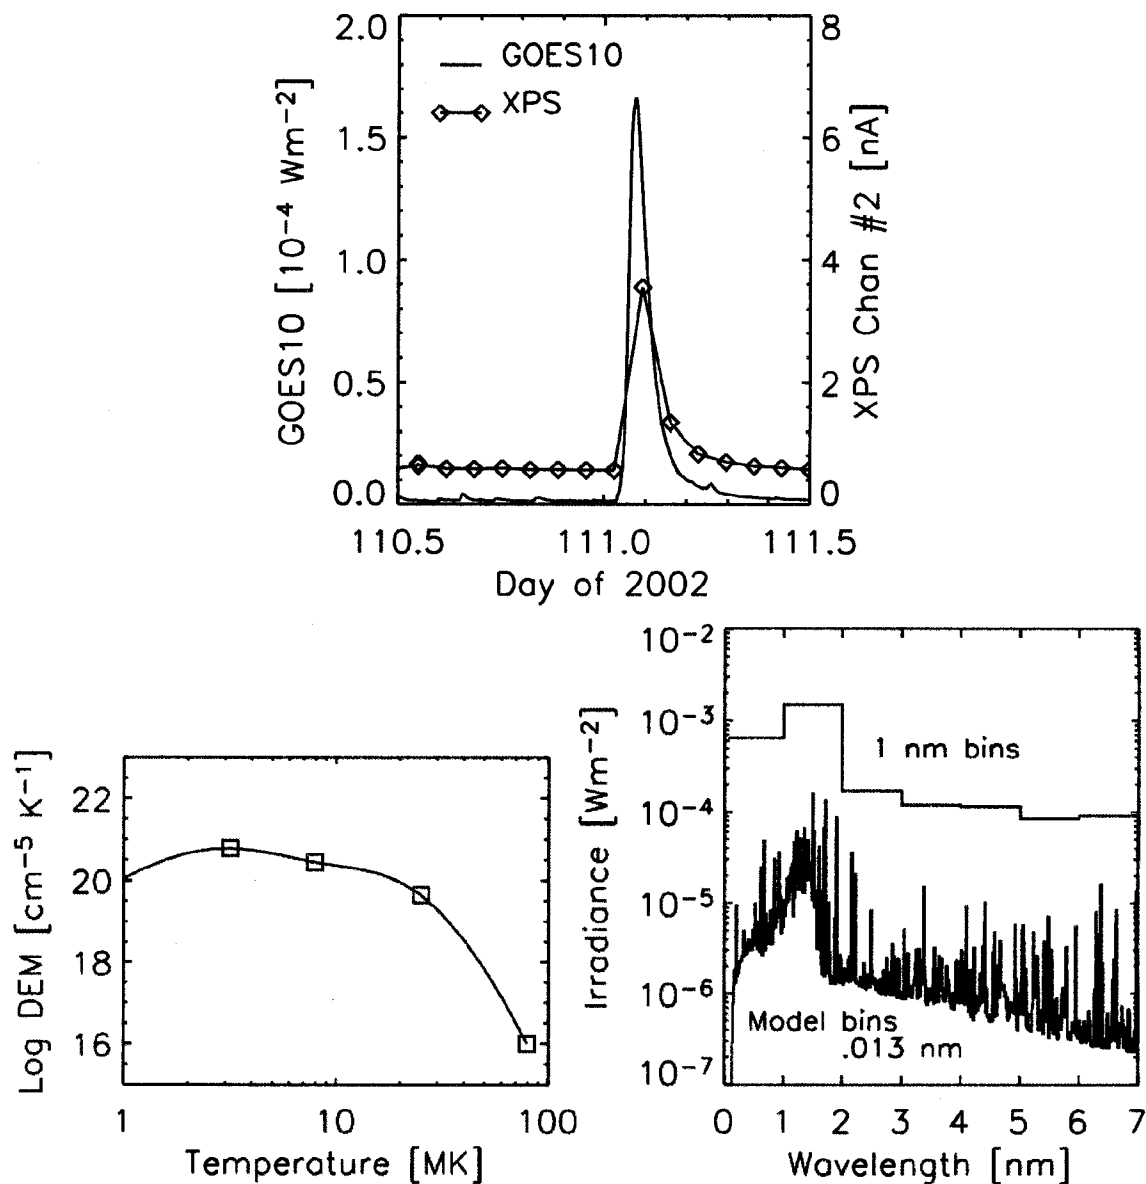 2.0
1.5
1.0
0.5
0.0
GOES10 [10⁻⁴ Wm⁻²]
GOES10
XPS
8
6
4
2
0
XPS Chan #2 [nA]
110.5 111.0 111.5
Day of 2002
22
20
18
16
Log DEM [cm⁻⁵ K⁻¹]
1 10 100
Temperature [MK]
10⁻²
10⁻³
10⁻⁴
10⁻⁵
10⁻⁶
10⁻⁷
Irradiance [Wm⁻²]
1 nm bins
Model bins
.013 nm
0 1 2 3 4 5 6 7
Wavelength [nm]